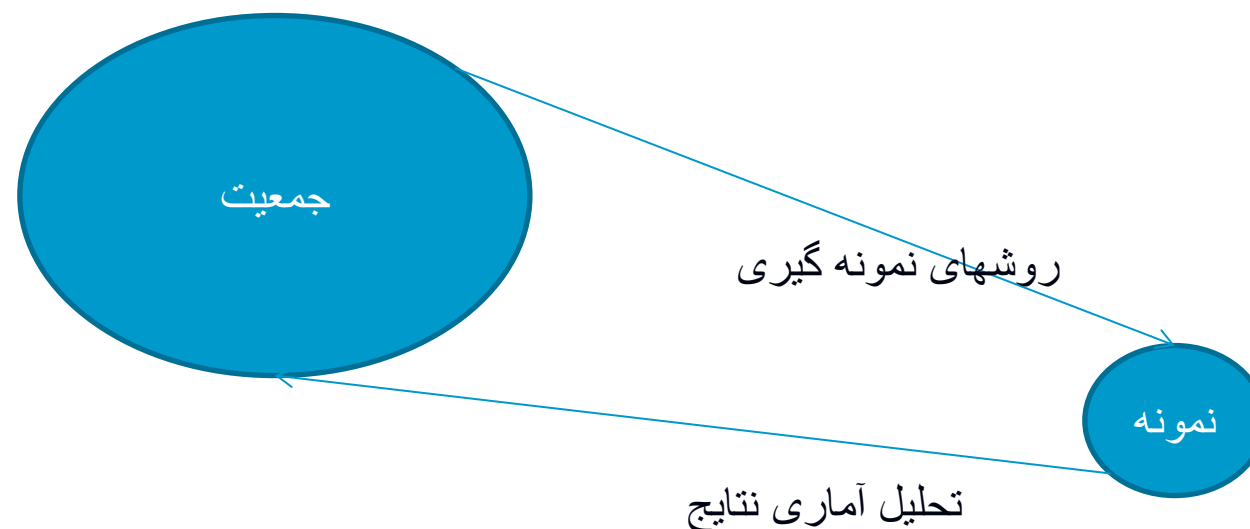 جمعیت
روشهای نمونه گیری
نمونه
تحلیل آماری نتایج